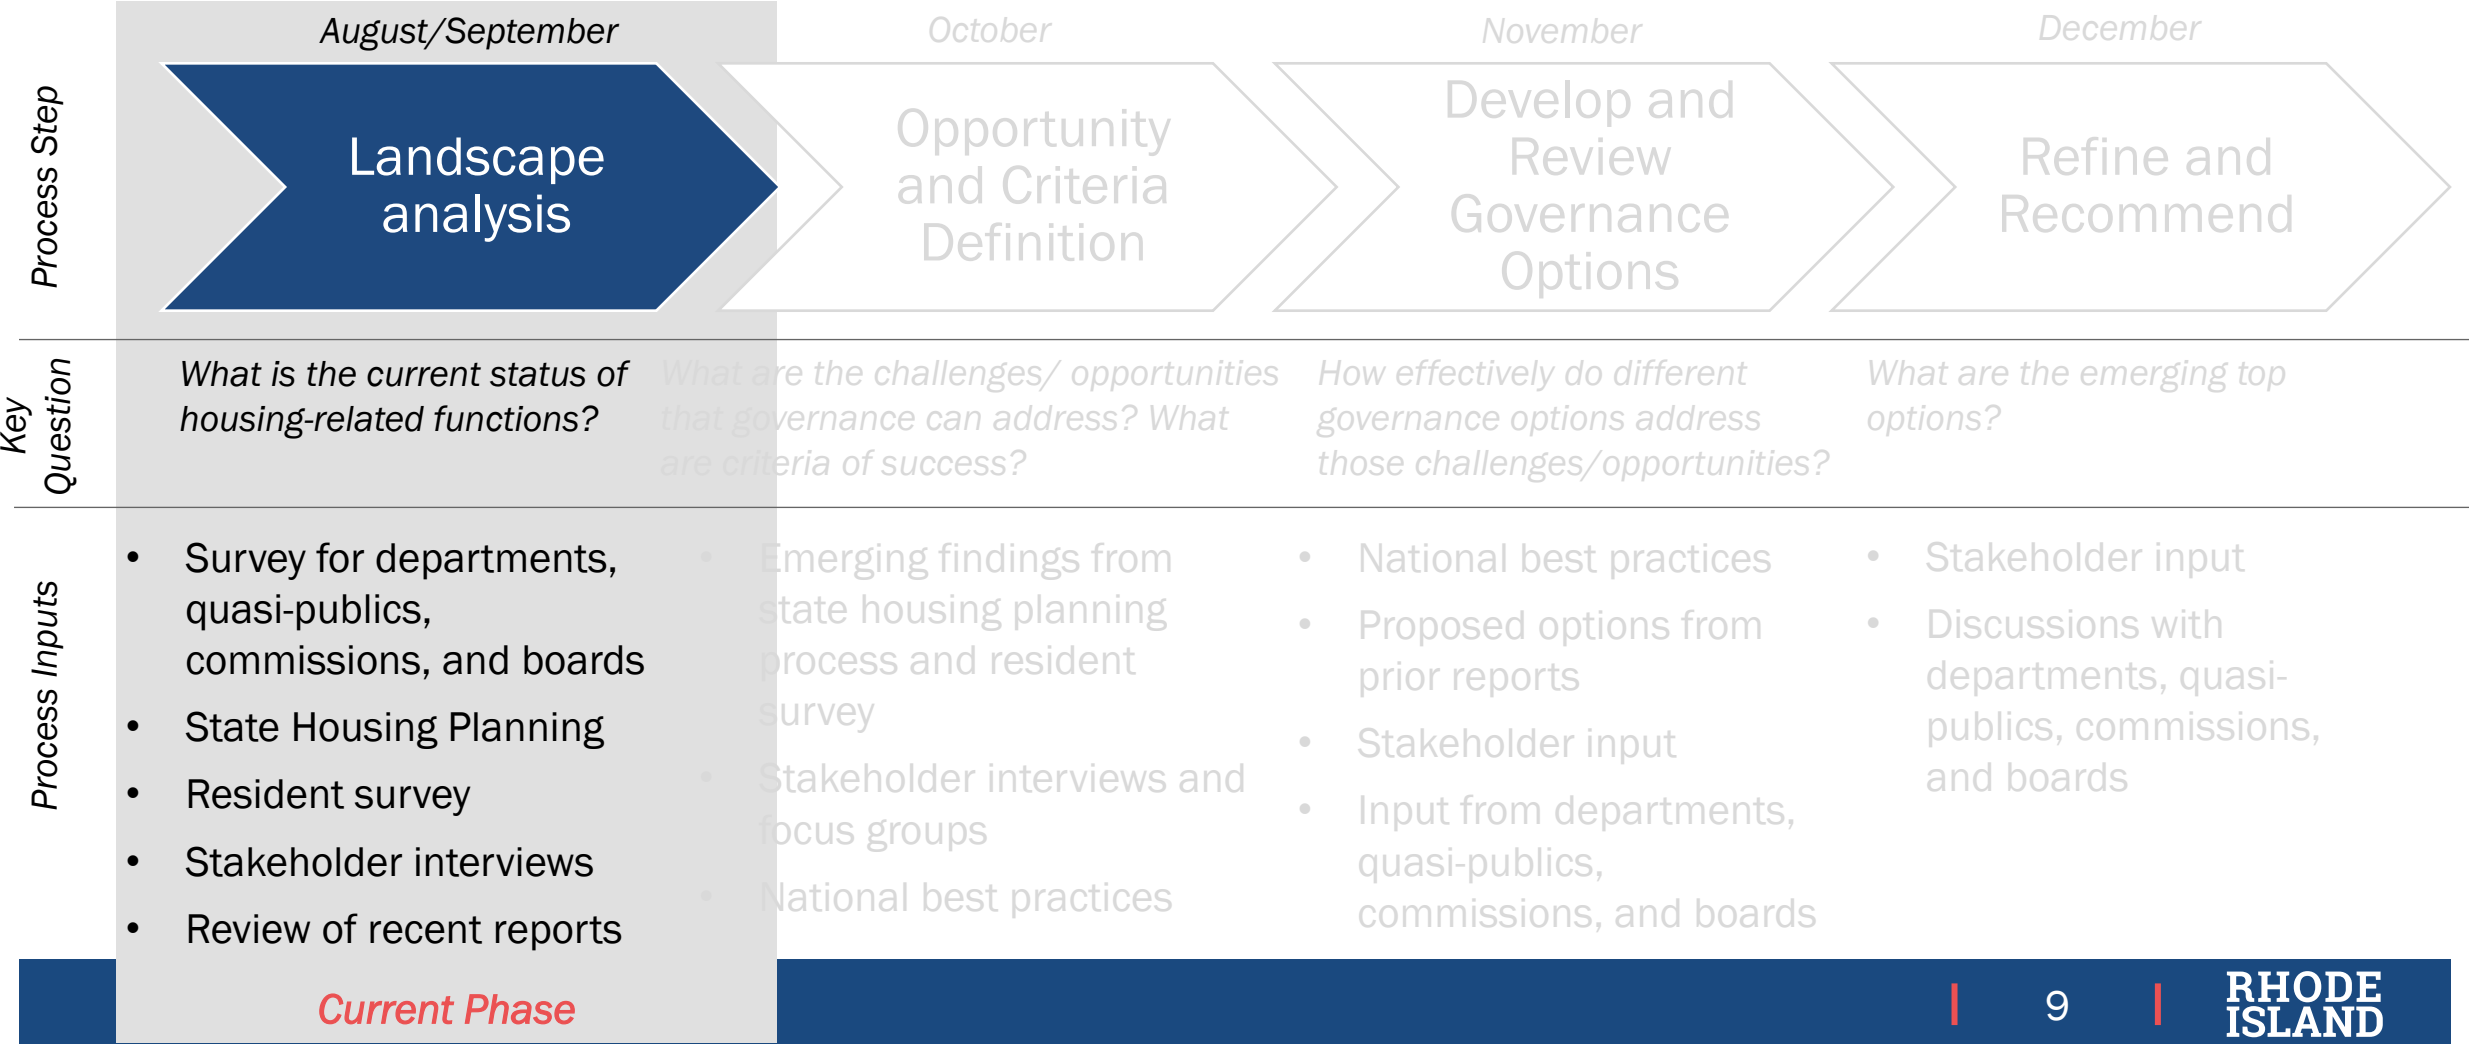 August/September
October
November
December
Process Step
Landscape
analysis
Opportunity
and Criteria
Definition
Develop and
Review
Governance
Options
Refine and
Recommend
Key
Question
What is the current status of
housing-related functions?
What are the challenges/ opportunities
that governance can address? What
are criteria of success?
How effectively do different
governance options address
those challenges/opportunities?
What are the emerging top
options?
Process Inputs
• Survey for departments,
quasi-publics,
commissions, and boards
• State Housing Planning
• Resident survey
• Stakeholder interviews
• Review of recent reports
• Emerging findings from
state housing planning
process and resident
survey
• Stakeholder interviews and
focus groups
• National best practices
• National best practices
• Proposed options from
prior reports
• Stakeholder input
• Input from departments,
quasi-publics,
commissions, and boards
• Stakeholder input
• Discussions with
departments, quasi-
publics, commissions,
and boards
Current Phase
9
RHODE
ISLAND